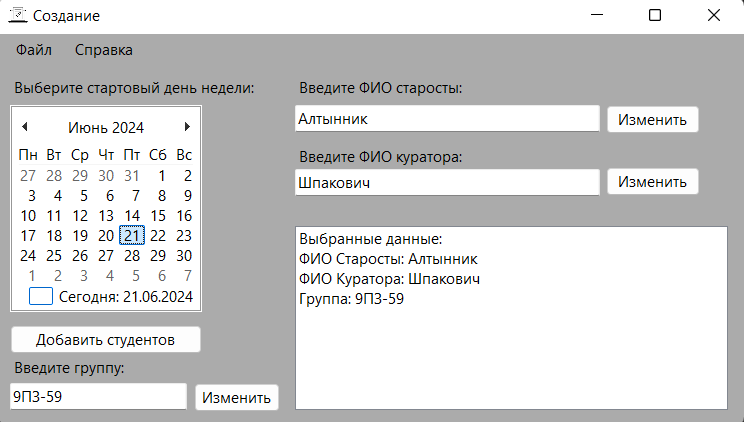 Создание
Файл Справка
Выберите стартовый день недели:
Июнь 2024
Пн Вт Ср Чт Пт Сб Вс
27 28 29 30 31 1 2
3 4 5 6 7 8 9
10 11 12 13 14 15 16
17 18 19 20 21 22 23
24 25 26 27 28 29 30
1 2 3 4 5 6 7
Сегодня: 21.06.2024
Добавить студентов
Введите группу:
9ПЗ-59 Изменить
Введите ФИО старосты:
Алтынник Изменить
Введите ФИО куратора:
Шпакович Изменить
Выбранные данные:
ФИО Старосты: Алтынник
ФИО Куратора: Шпакович
Группа: 9ПЗ-59